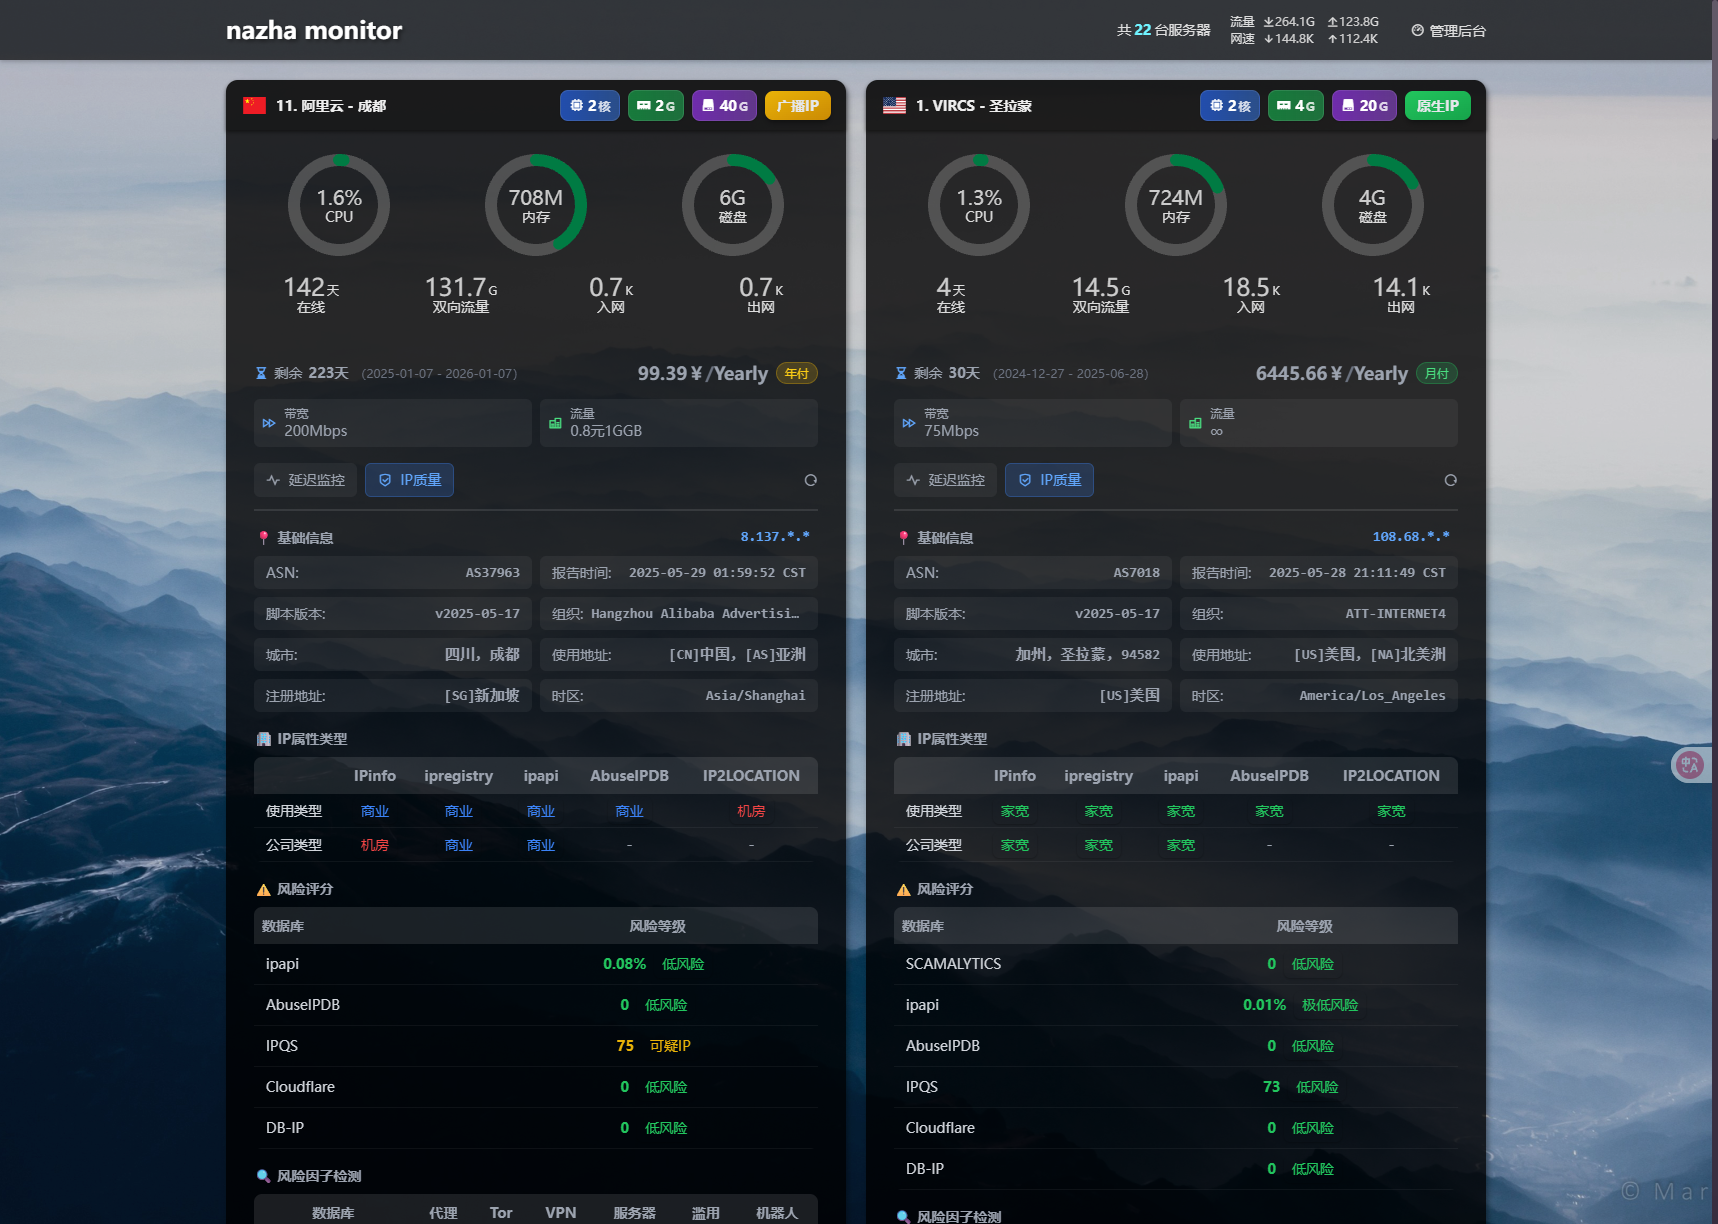 nazha monitor
共 22 台服务器
流量 264.1G 123.8G
网速 144.8K 112.4K
管理后台
11. 阿里云 - 成都
2核
2G
40G
广播IP
1.6%
CPU
708M
内存
6G
磁盘
142天
在线
131.7G
双向流量
0.7K
入网
0.7K
出网
剩余 223天 (2025-01-07 - 2026-01-07)
99.39¥/Yearly 年付
带宽
200Mbps
流量
0.8元1GGB
延迟监控
IP质量
基础信息
8.137.*.*
ASN: AS37963
报告时间: 2025-05-29 01:59:52 CST
脚本版本: v2025-05-17
组织: Hangzhou Alibaba Advertisi…
城市: 四川, 成都
使用地址: [CN]中国, [AS]亚洲
注册地址: [SG]新加坡
时区: Asia/Shanghai
IP属性类型
IPinfo ipregistry ipapi AbuseIPDB IP2LOCATION
使用类型 商业 商业 商业 商业 机房
公司类型 机房 商业 商业 - -
风险评分
数据库 风险等级
ipapi 0.08% 低风险
AbuseIPDB 0 低风险
IPQS 75 可疑IP
Cloudflare 0 低风险
DB-IP 0 低风险
风险因子检测
数据库 代理 Tor VPN 服务器 滥用 机器人
1. VIRCS - 圣拉蒙
2核
4G
20G
原生IP
1.3%
CPU
724M
内存
4G
磁盘
4天
在线
14.5G
双向流量
18.5K
入网
14.1K
出网
剩余 30天 (2024-12-27 - 2025-06-28)
6445.66¥/Yearly 月付
带宽
75Mbps
流量
∞
延迟监控
IP质量
基础信息
108.68.*.*
ASN: AS7018
报告时间: 2025-05-28 21:11:49 CST
脚本版本: v2025-05-17
组织: ATT-INTERNET4
城市: 加州, 圣拉蒙, 94582
使用地址: [US]美国, [NA]北美洲
注册地址: [US]美国
时区: America/Los_Angeles
IP属性类型
IPinfo ipregistry ipapi AbuseIPDB IP2LOCATION
使用类型 家宽 家宽 家宽 家宽 家宽
公司类型 家宽 家宽 家宽 - -
风险评分
数据库 风险等级
SCAMALYTICS 0 低风险
ipapi 0.01% 极低风险
AbuseIPDB 0 低风险
IPQS 73 低风险
Cloudflare 0 低风险
DB-IP 0 低风险
风险因子检测
© Mar